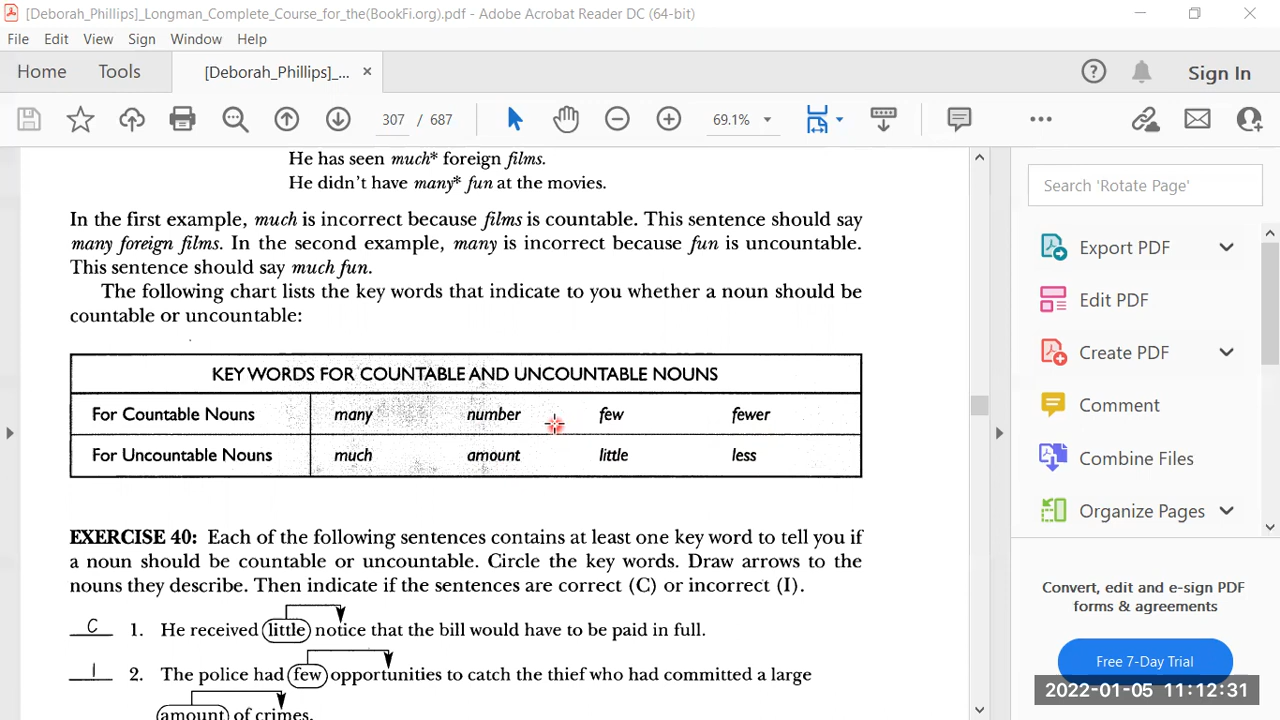 [Deborah_Phillips]_Longman_Complete_Course_for_the(BookFi.org).pdf - Adobe Acrobat Reader DC (64-bit)
File Edit View Sign Window Help
Home Tools [Deborah_Phillips]_... × Sign In
307 / 687 69.1%
He has seen much* foreign films.
He didn't have many* fun at the movies.
In the first example, much is incorrect because films is countable. This sentence should say
many foreign films. In the second example, many is incorrect because fun is uncountable.
This sentence should say much fun.
The following chart lists the key words that indicate to you whether a noun should be
countable or uncountable:
KEY WORDS FOR COUNTABLE AND UNCOUNTABLE NOUNS
For Countable Nouns many number few fewer
For Uncountable Nouns much amount little less
EXERCISE 40: Each of the following sentences contains at least one key word to tell you if
a noun should be countable or uncountable. Circle the key words. Draw arrows to the
nouns they describe. Then indicate if the sentences are correct (C) or incorrect (I).
C 1. He received little notice that the bill would have to be paid in full.
I 2. The police had few opportunities to catch the thief who had committed a large
amount of crimes.
Search 'Rotate Page'
Export PDF
Edit PDF
Create PDF
Comment
Combine Files
Organize Pages
Convert, edit and e-sign PDF
forms & agreements
Free 7-Day Trial
2022-01-05 11:12:31